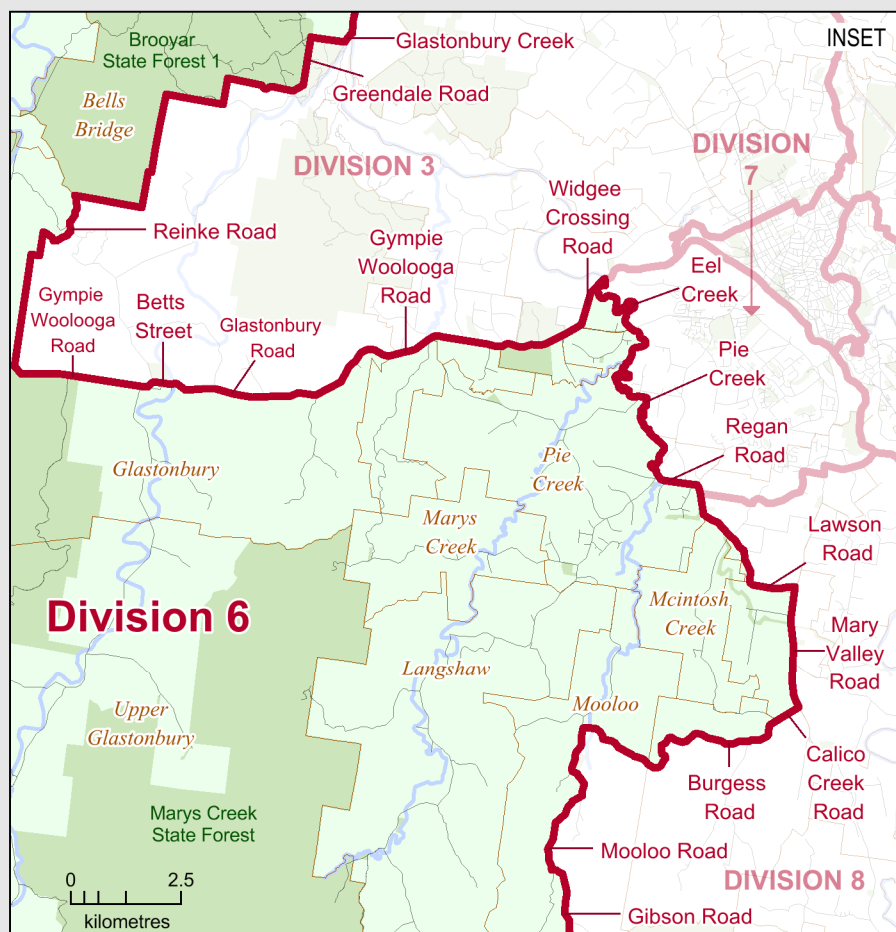 INSET
Brooyar
State Forest 1
Glastonbury Creek
Greendale Road
Bells
Bridge
DIVISION 3
DIVISION
7
Widgee
Crossing
Road
Reinke Road
Gympie
Woolooga
Road
Eel
Creek
Gympie
Woolooga
Road
Betts
Street
Glastonbury
Road
Pie
Creek
Regan
Road
Glastonbury
Pie
Creek
Marys
Creek
Lawson
Road
Division 6
Mcintosh
Creek
Mary
Valley
Road
Langshaw
Upper
Glastonbury
Mooloo
Burgess
Road
Calico
Creek
Road
Marys Creek
State Forest
Mooloo Road
DIVISION 8
0 2.5
kilometres
Gibson Road